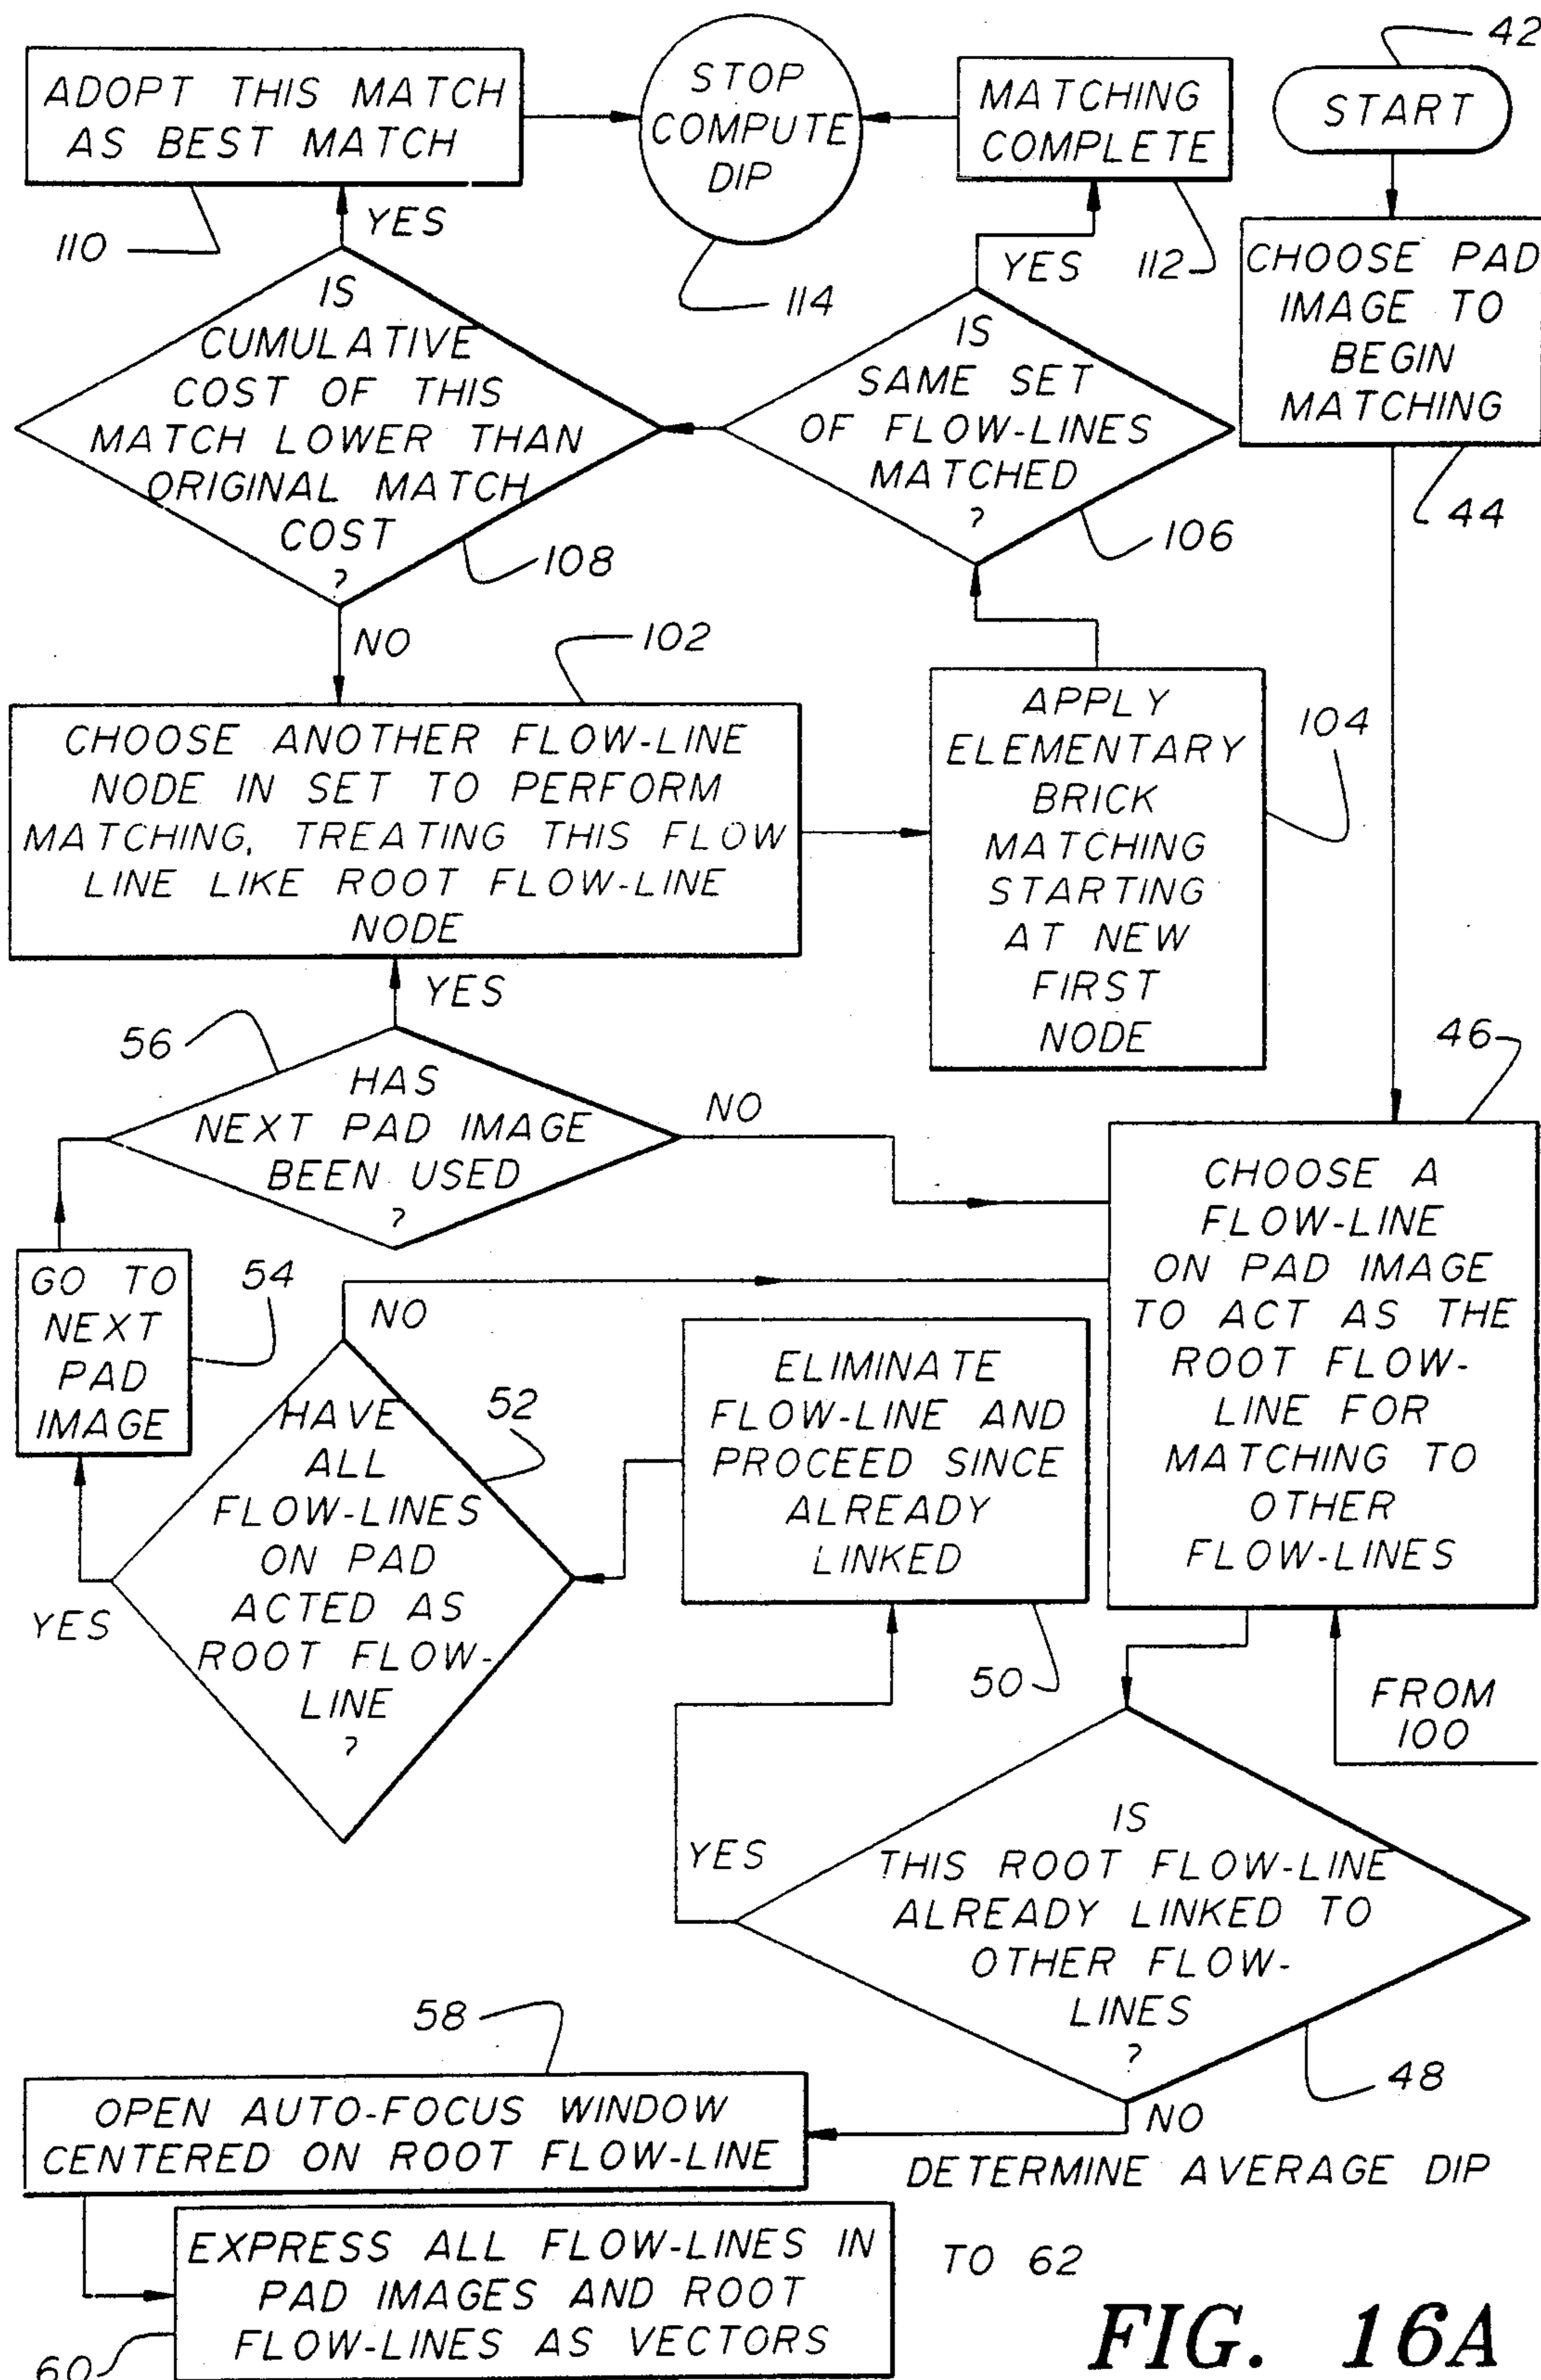 ADOPT THIS MATCH
AS BEST MATCH
STOP
COMPUTE
DIP
MATCHING
COMPLETE
42
START
110
YES
114
YES
112
CHOOSE PAD
IMAGE TO
BEGIN
MATCHING
44
IS
CUMULATIVE
COST OF THIS
MATCH LOWER THAN
ORIGINAL MATCH
COST
?
108
IS
SAME SET
OF FLOW-LINES
MATCHED
?
106
NO
102
CHOOSE ANOTHER FLOW-LINE
NODE IN SET TO PERFORM
MATCHING, TREATING THIS FLOW
LINE LIKE ROOT FLOW-LINE
NODE
APPLY
ELEMENTARY
BRICK
MATCHING
STARTING
AT NEW
FIRST
NODE
104
YES
56
HAS
NEXT PAD IMAGE
BEEN USED
?
NO
46
CHOOSE A
FLOW-LINE
ON PAD IMAGE
TO ACT AS THE
ROOT FLOW-
LINE FOR
MATCHING TO
OTHER
FLOW-LINES
GO TO
NEXT
PAD
IMAGE
54
NO
HAVE
ALL
FLOW-LINES
ON PAD
ACTED AS
ROOT FLOW-
LINE
?
52
YES
ELIMINATE
FLOW-LINE AND
PROCEED SINCE
ALREADY
LINKED
50
FROM
100
YES
IS
THIS ROOT FLOW-LINE
ALREADY LINKED TO
OTHER FLOW-
LINES
?
48
NO
58
OPEN AUTO-FOCUS WINDOW
CENTERED ON ROOT FLOW-LINE
DETERMINE AVERAGE DIP
EXPRESS ALL FLOW-LINES IN
PAD IMAGES AND ROOT
FLOW-LINES AS VECTORS
60
TO 62
FIG. 16A